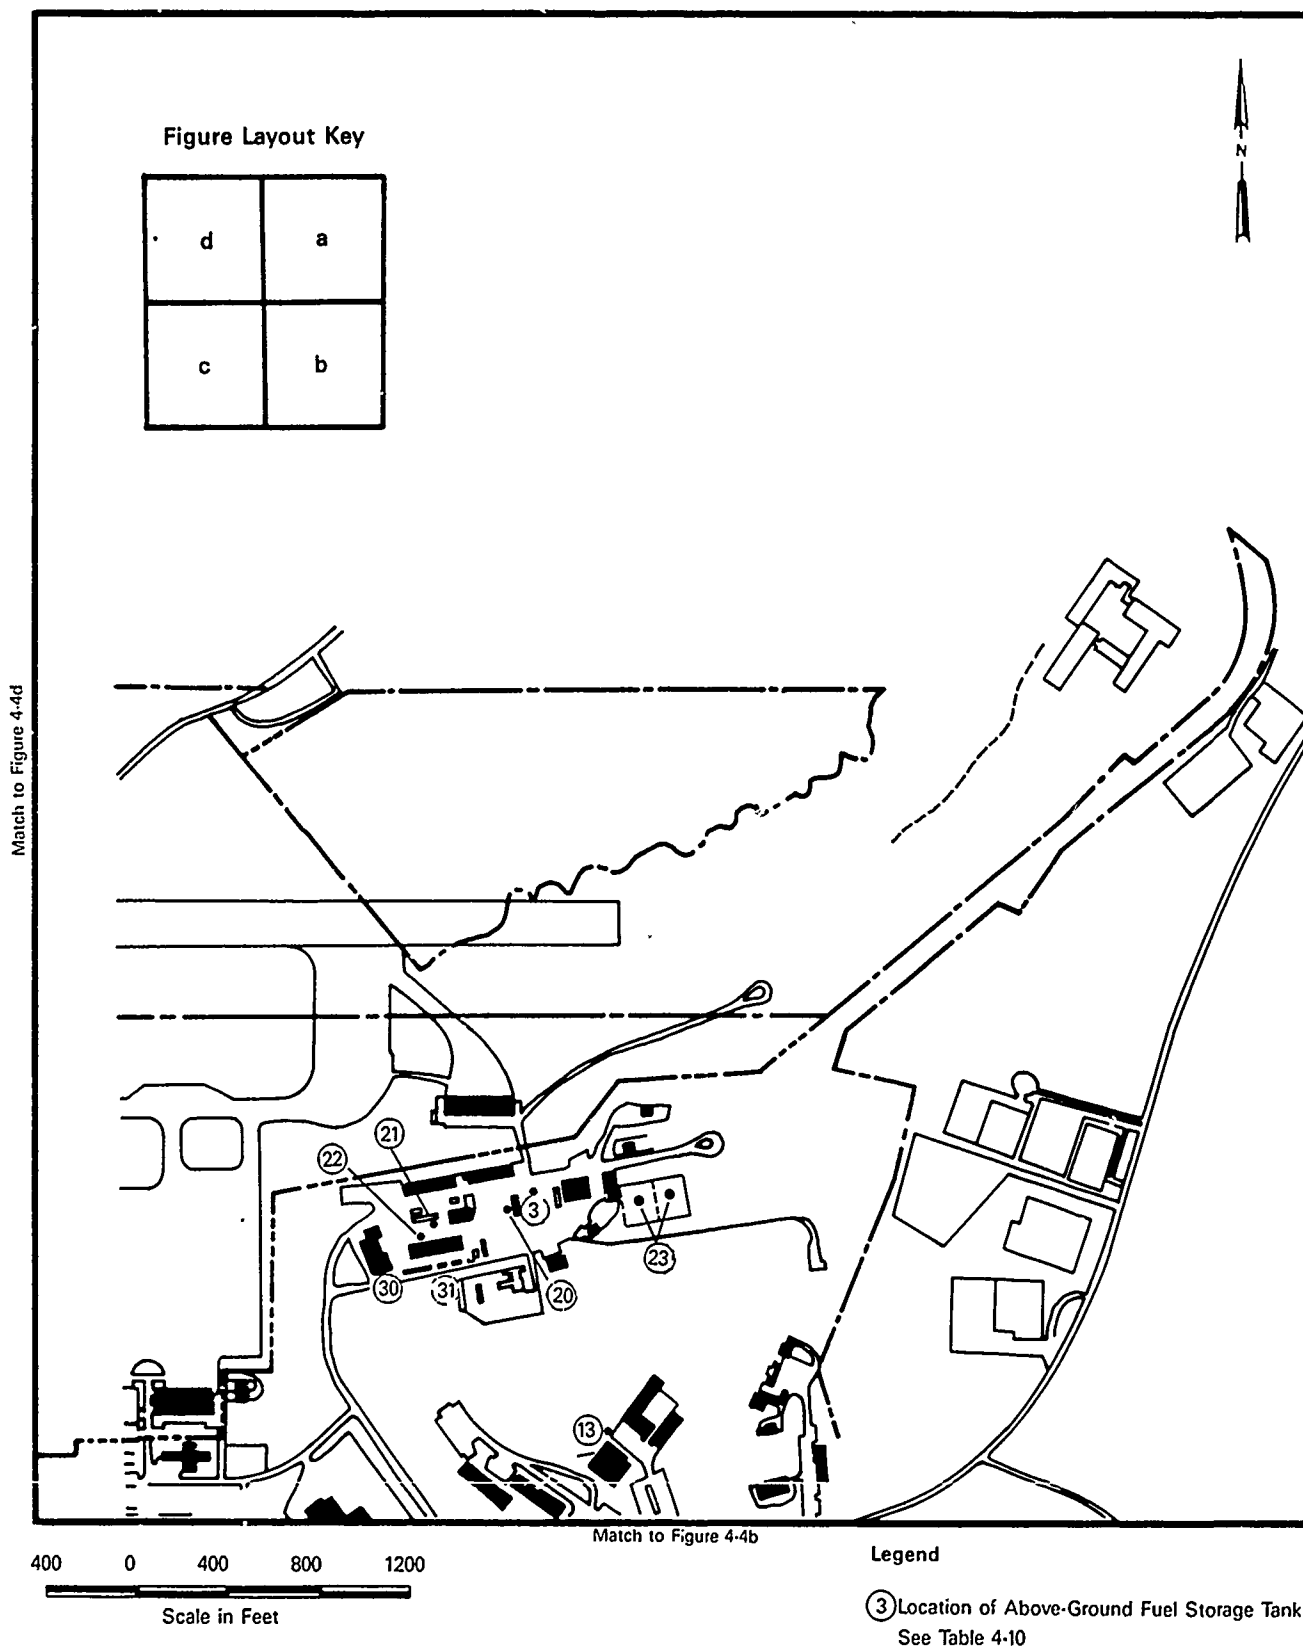 Figure Layout Key
N
d
a
c
b
Match to Figure 4-4d
21
22
3
23
30
31
20
13
Match to Figure 4-4b
400 0 400 800 1200
Scale in Feet
Legend
3 Location of Above-Ground Fuel Storage Tank
See Table 4-10